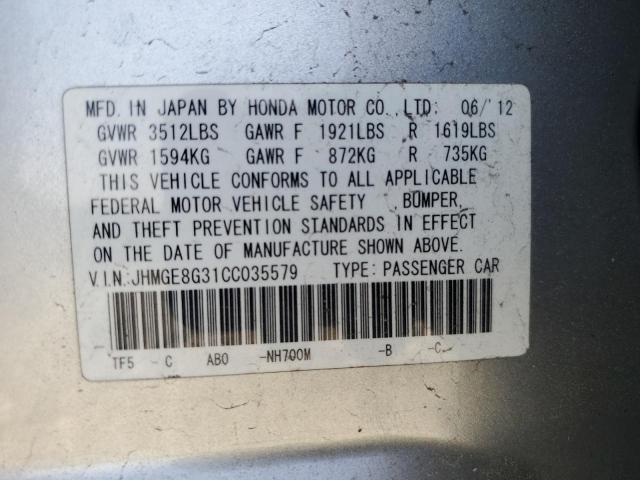 MFD. IN JAPAN BY HONDA MOTOR CO.,LTD. 06/'12
GVWR 3512LBS GAWR F 1921LBS R 1619LBS
GVWR 1594KG GAWR F 872KG R 735KG
THIS VEHICLE CONFORMS TO ALL APPLICABLE
FEDERAL MOTOR VEHICLE SAFETY , BUMPER,
AND THEFT PREVENTION STANDARDS IN EFFECT
ON THE DATE OF MANUFACTURE SHOWN ABOVE.
V.I.N. JHMGE8G31CC035579 TYPE: PASSENGER CAR
TF5 - C AB0 -NH700M -B -C-